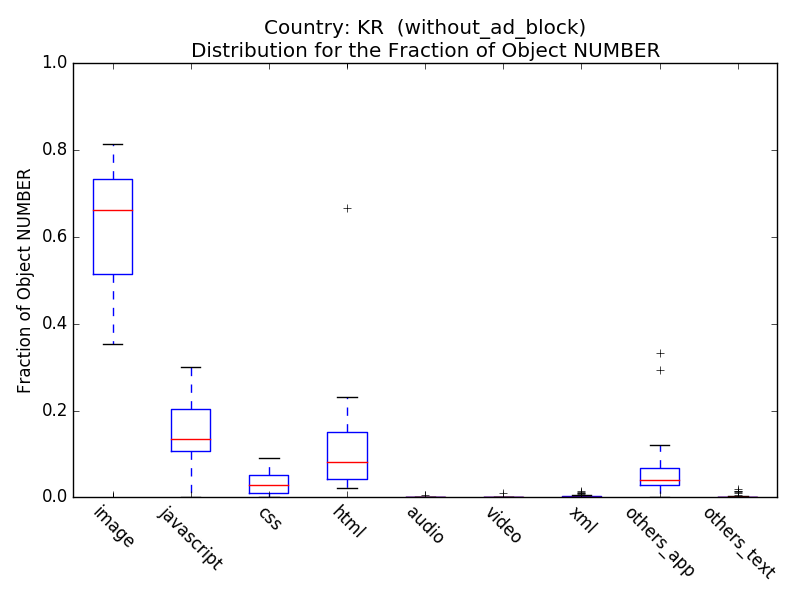 Country: KR  (without_ad_block)
Distribution for the Fraction of Object NUMBER
Fraction of Object NUMBER
1.0
0.8
0.6
0.4
0.2
0.0
image
javascript
css
html
audio
video
xml
others_app
others_text